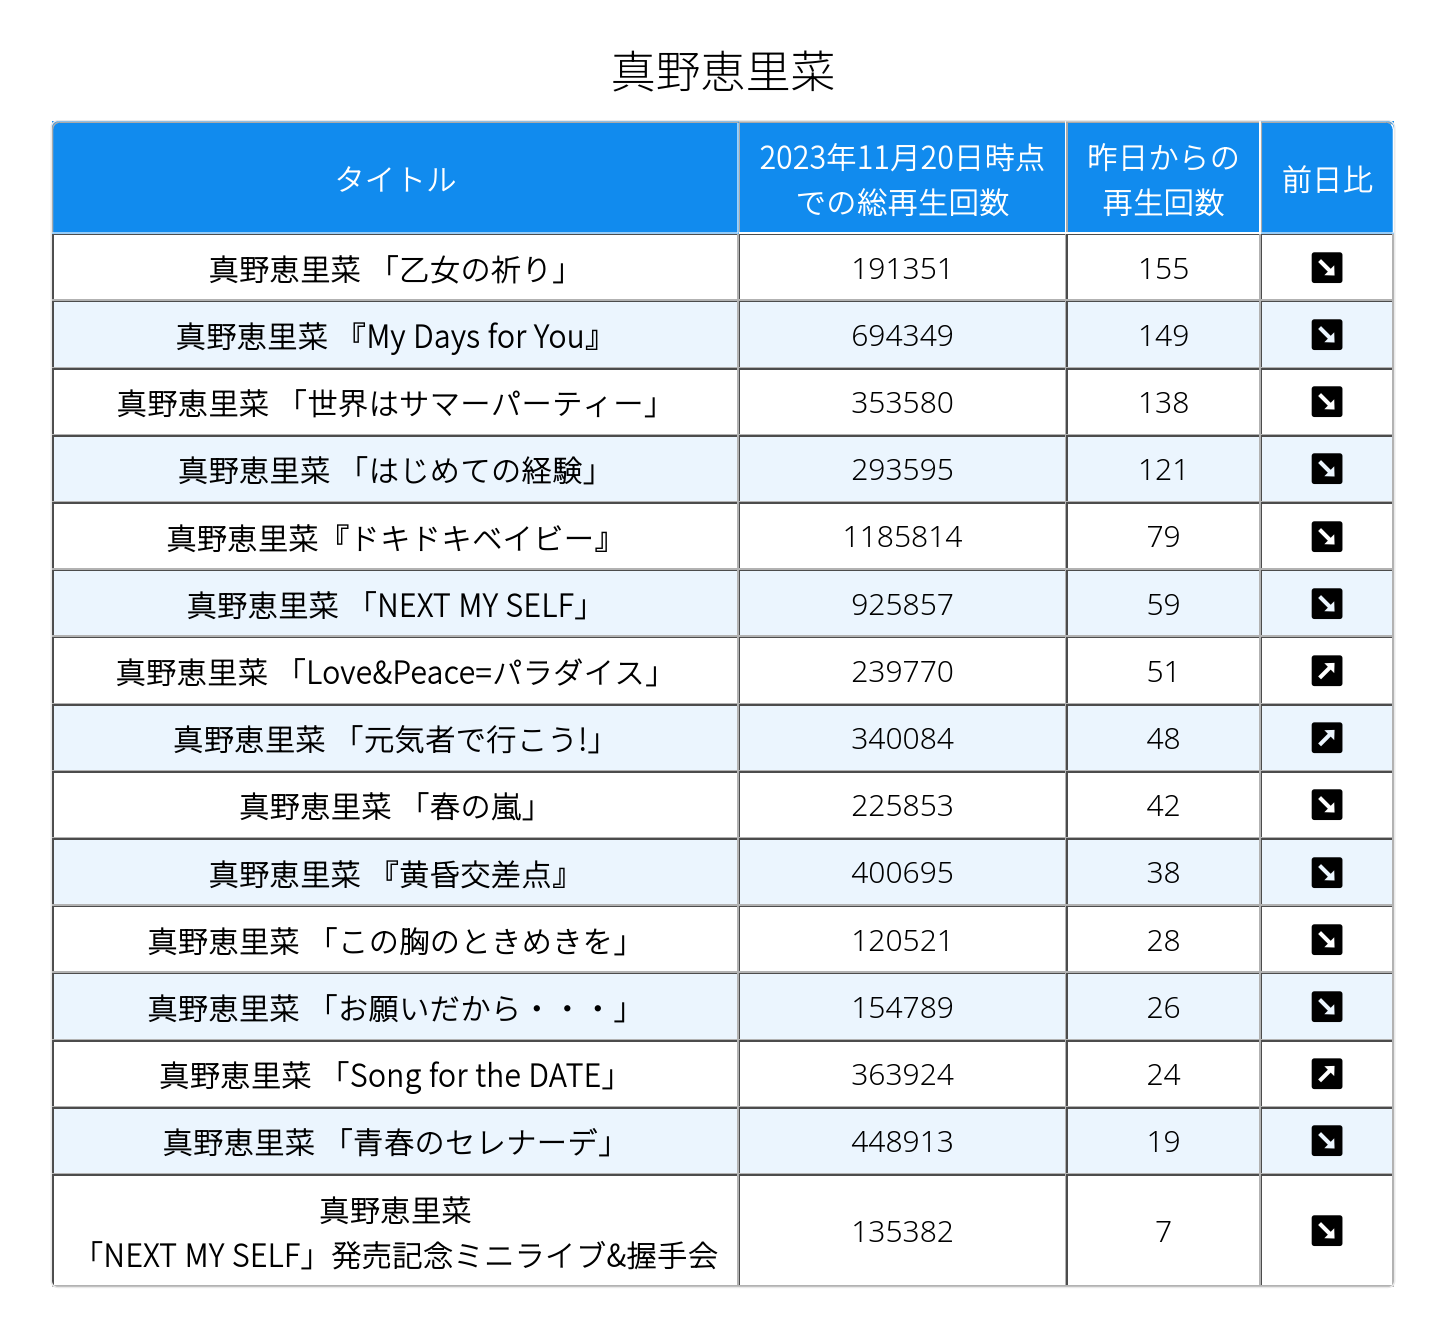 真野恵里菜
タイトル
2023年11月20日時点
での総再生回数
昨日からの
再生回数
前日比
真野恵里菜 「乙女の祈り」 191351 155 ↘
真野恵里菜 『My Days for You』 694349 149 ↘
真野恵里菜 「世界はサマーパーティー」 353580 138 ↘
真野恵里菜 「はじめての経験」 293595 121 ↘
真野恵里菜『ドキドキベイビー』 1185814 79 ↘
真野恵里菜 「NEXT MY SELF」 925857 59 ↘
真野恵里菜 「Love&Peace=パラダイス」 239770 51 ↗
真野恵里菜 「元気者で行こう!」 340084 48 ↗
真野恵里菜 「春の嵐」 225853 42 ↘
真野恵里菜 『黄昏交差点』 400695 38 ↘
真野恵里菜 「この胸のときめきを」 120521 28 ↘
真野恵里菜 「お願いだから・・・」 154789 26 ↘
真野恵里菜 「Song for the DATE」 363924 24 ↗
真野恵里菜 「青春のセレナーデ」 448913 19 ↘
真野恵里菜
「NEXT MY SELF」発売記念ミニライブ&握手会 135382 7 ↘